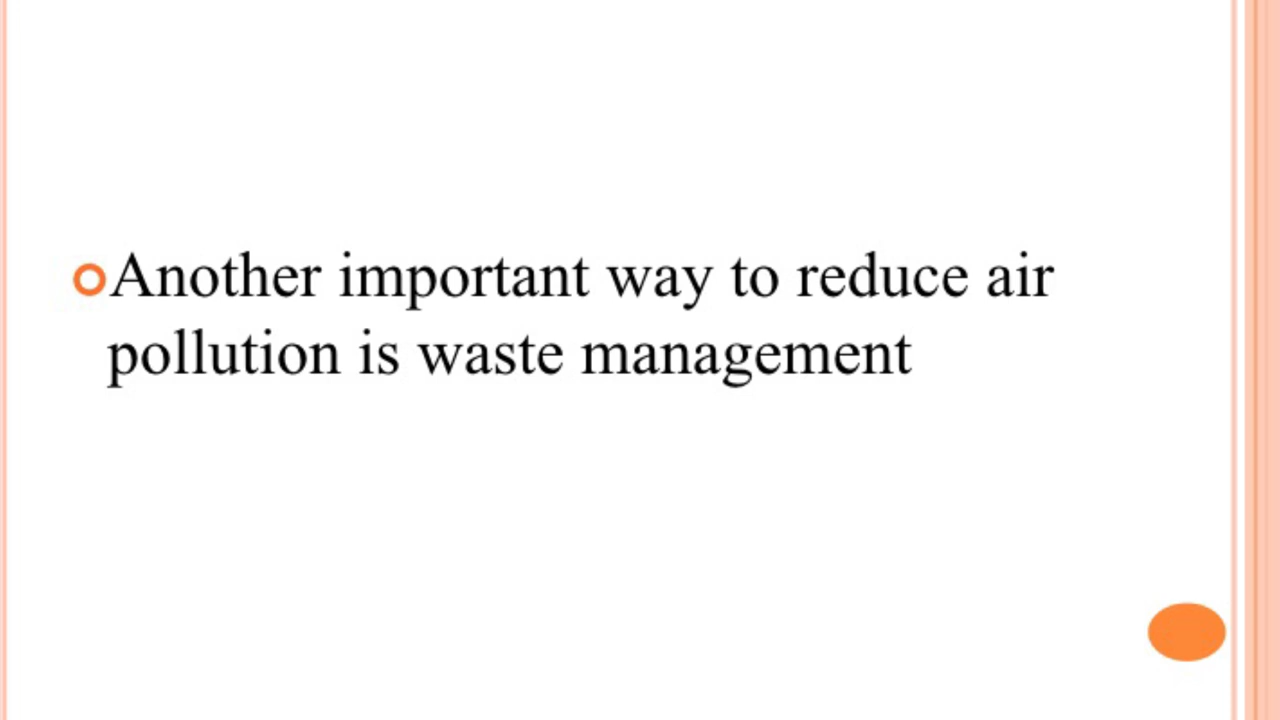 Another important way to reduce air
pollution is waste management